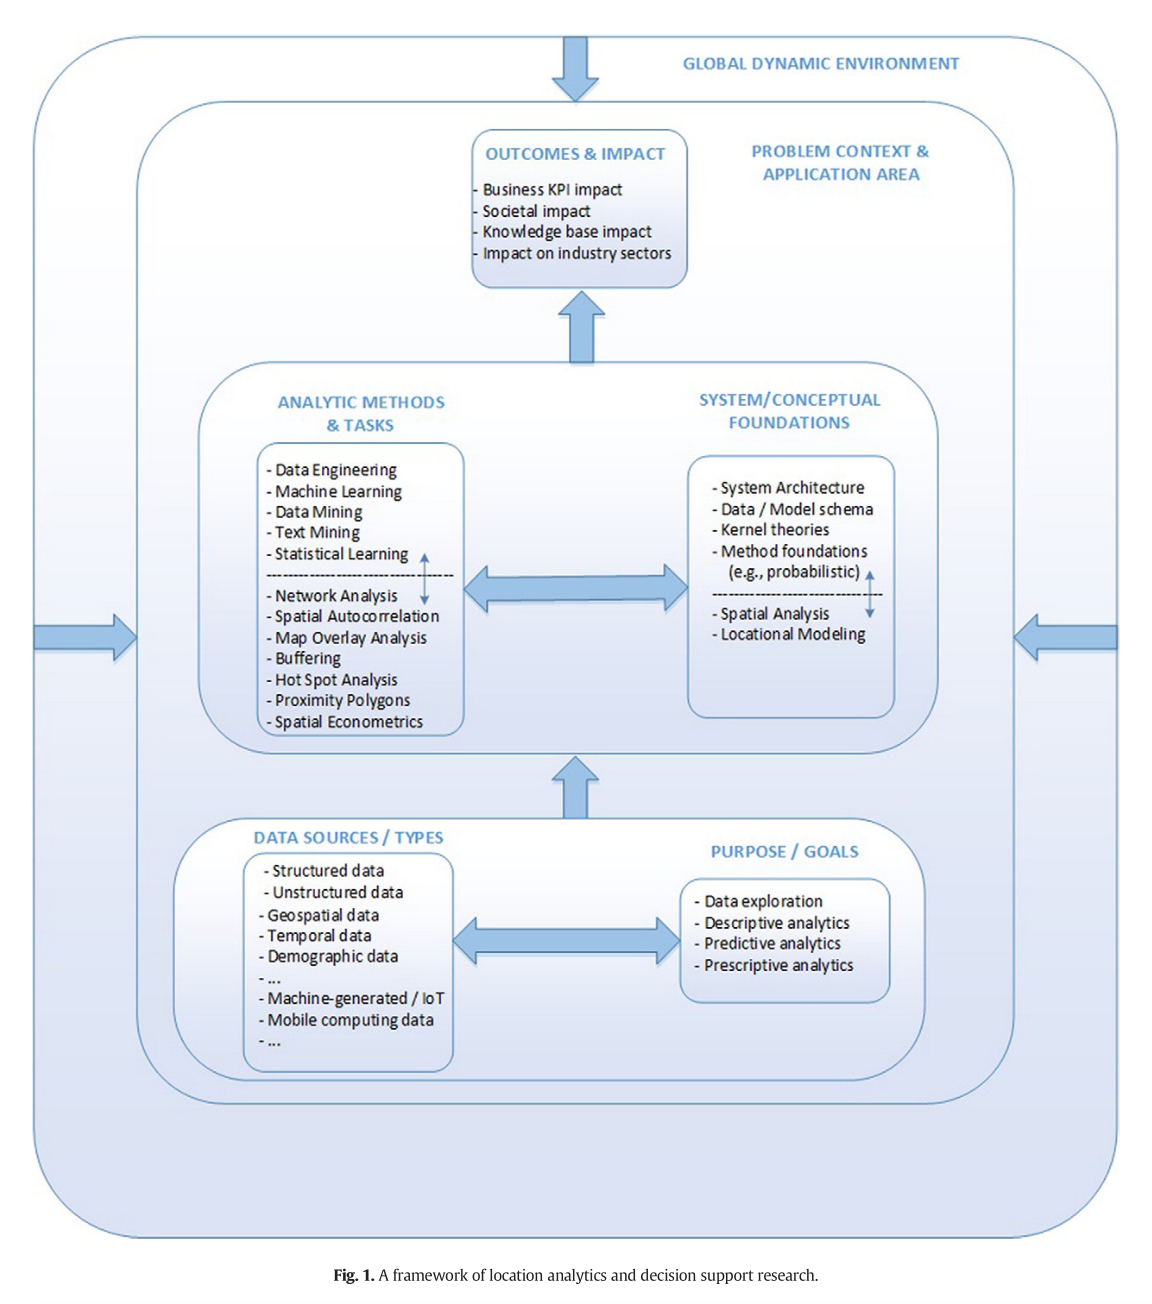 GLOBAL DYNAMIC ENVIRONMENT
PROBLEM CONTEXT &
APPLICATION AREA
OUTCOMES & IMPACT
- Business KPI impact
- Societal impact
- Knowledge base impact
- Impact on industry sectors
ANALYTIC METHODS
& TASKS
- Data Engineering
- Machine Learning
- Data Mining
- Text Mining
- Statistical Learning
- Network Analysis
- Spatial Autocorrelation
- Map Overlay Analysis
- Buffering
- Hot Spot Analysis
- Proximity Polygons
- Spatial Econometrics
SYSTEM/CONCEPTUAL
FOUNDATIONS
- System Architecture
- Data / Model schema
- Kernel theories
- Method foundations
(e.g., probabilistic)
- Spatial Analysis
- Locational Modeling
DATA SOURCES / TYPES
- Structured data
- Unstructured data
- Geospatial data
- Temporal data
- Demographic data
- ...
- Machine-generated / IoT
- Mobile computing data
- ...
PURPOSE / GOALS
- Data exploration
- Descriptive analytics
- Predictive analytics
- Prescriptive analytics
Fig. 1. A framework of location analytics and decision support research.